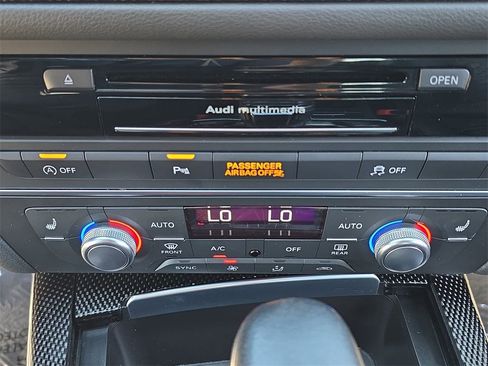 OPEN
Audi multimedia
A OFF
P
PASSENGER
AIRBAG OFF
OFF
AUTO
LO
LO
AUTO
FRONT
A/C
OFF
REAR
SYNC